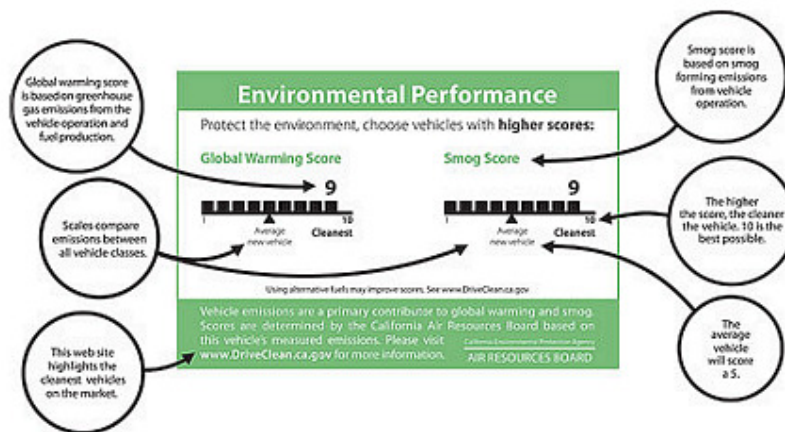 Global warming score
is based on greenhouse
gas emissions from the
vehicle operation and
fuel production.
Smog score is
based on smog
forming emissions
from vehicle
operation.
Environmental Performance
Protect the environment, choose vehicles with higher scores:
Global Warming Score
Smog Score
9
9
1
10
1
10
Average
new vehicle
Cleanest
Average
new vehicle
Cleanest
Scales compare
emissions between
all vehicle classes.
The higher
the score, the cleaner
the vehicle. 10 is the
best possible.
Using alternative fuels may improve scores. See www.DriveClean.ca.gov
Vehicle emissions are a primary contributor to global warming and smog.
Scores are determined by the California Air Resources Board based on
this vehicle's measured emissions. Please visit
www.DriveClean.ca.gov for more information.
California Environmental Protection Agency
AIR RESOURCES BOARD
This web site
highlights the
cleanest vehicles
on the market.
The
average
vehicle
will score
a 5.